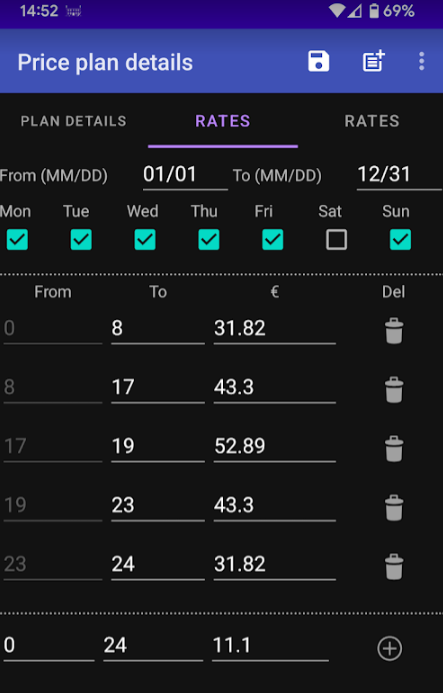 14:52 69%
Price plan details
PLAN DETAILS RATES RATES
From (MM/DD) 01/01 To (MM/DD) 12/31
Mon Tue Wed Thu Fri Sat Sun
From To € Del
0 8 31.82
8 17 43.3
17 19 52.89
19 23 43.3
23 24 31.82
0 24 11.1